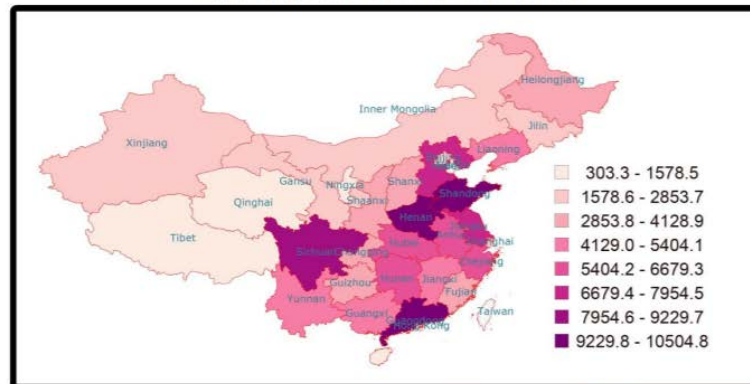 Heilongjiang
Inner Mongolia
Jilin
Xinjiang
Liaoning
Gansu
Ningxia
Shanxi
Qinghai
Shaanxi
Shandong
Henan
Tibet
Hubei
Shanghai
Sichuan
Chongqing
Zhejiang
Hunan
Jiangxi
Guizhou
Fujian
Yunnan
Guangxi
Taiwan
Hong Kong
303.3 - 1578.5
1578.6 - 2853.7
2853.8 - 4128.9
4129.0 - 5404.1
5404.2 - 6679.3
6679.4 - 7954.5
7954.6 - 9229.7
9229.8 - 10504.8